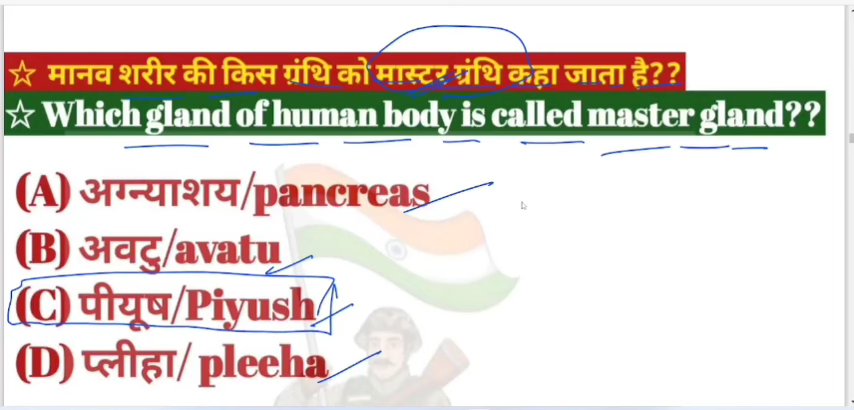 ☆ मानव शरीर की किस ग्रंथि को मास्टर ग्रंथि कहा जाता है??
☆ Which gland of human body is called master gland??
(A) अग्न्याशय/pancreas
(B) अवटु/avatu
(C) पीयूष/Piyush
(D) प्लीहा/ pleeha